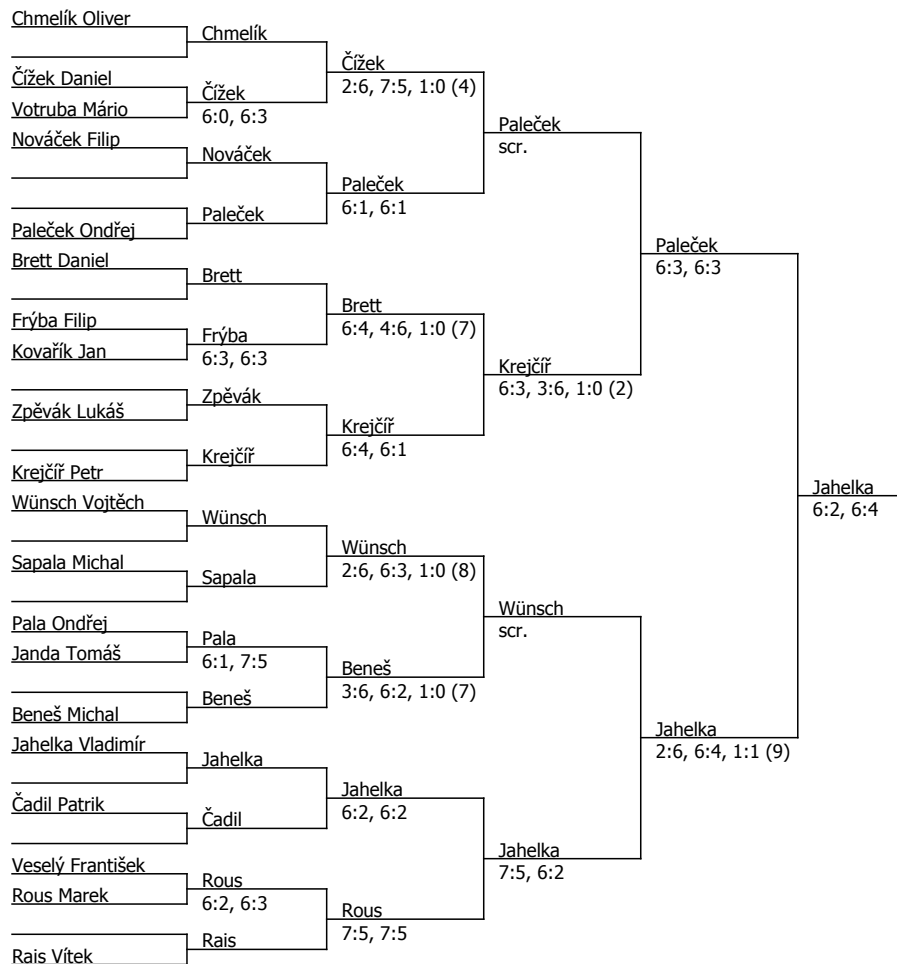 Chmelík Oliver
Čížek Daniel
Votruba Mário
Nováček Filip
Paleček Ondřej
Brett Daniel
Frýba Filip
Kovařík Jan
Zpěvák Lukáš
Krejčíř Petr
Wünsch Vojtěch
Sapala Michal
Pala Ondřej
Janda Tomáš
Beneš Michal
Jahelka Vladimír
Čadil Patrik
Veselý František
Rous Marek
Rais Vítek
Chmelík
Čížek
6:0, 6:3
Nováček
Paleček
Brett
Frýba
6:3, 6:3
Zpěvák
Krejčíř
Wünsch
Sapala
Pala
6:1, 7:5
Beneš
Jahelka
Čadil
Rous
6:2, 6:3
Rais
Čížek
2:6, 7:5, 1:0 (4)
Paleček
6:1, 6:1
Brett
6:4, 4:6, 1:0 (7)
Krejčíř
6:4, 6:1
Wünsch
2:6, 6:3, 1:0 (8)
Beneš
3:6, 6:2, 1:0 (7)
Jahelka
6:2, 6:2
Rous
7:5, 7:5
Paleček
scr.
Krejčíř
6:3, 3:6, 1:0 (2)
Wünsch
scr.
Jahelka
7:5, 6:2
Paleček
6:3, 6:3
Jahelka
2:6, 6:4, 1:1 (9)
Jahelka
6:2, 6:4